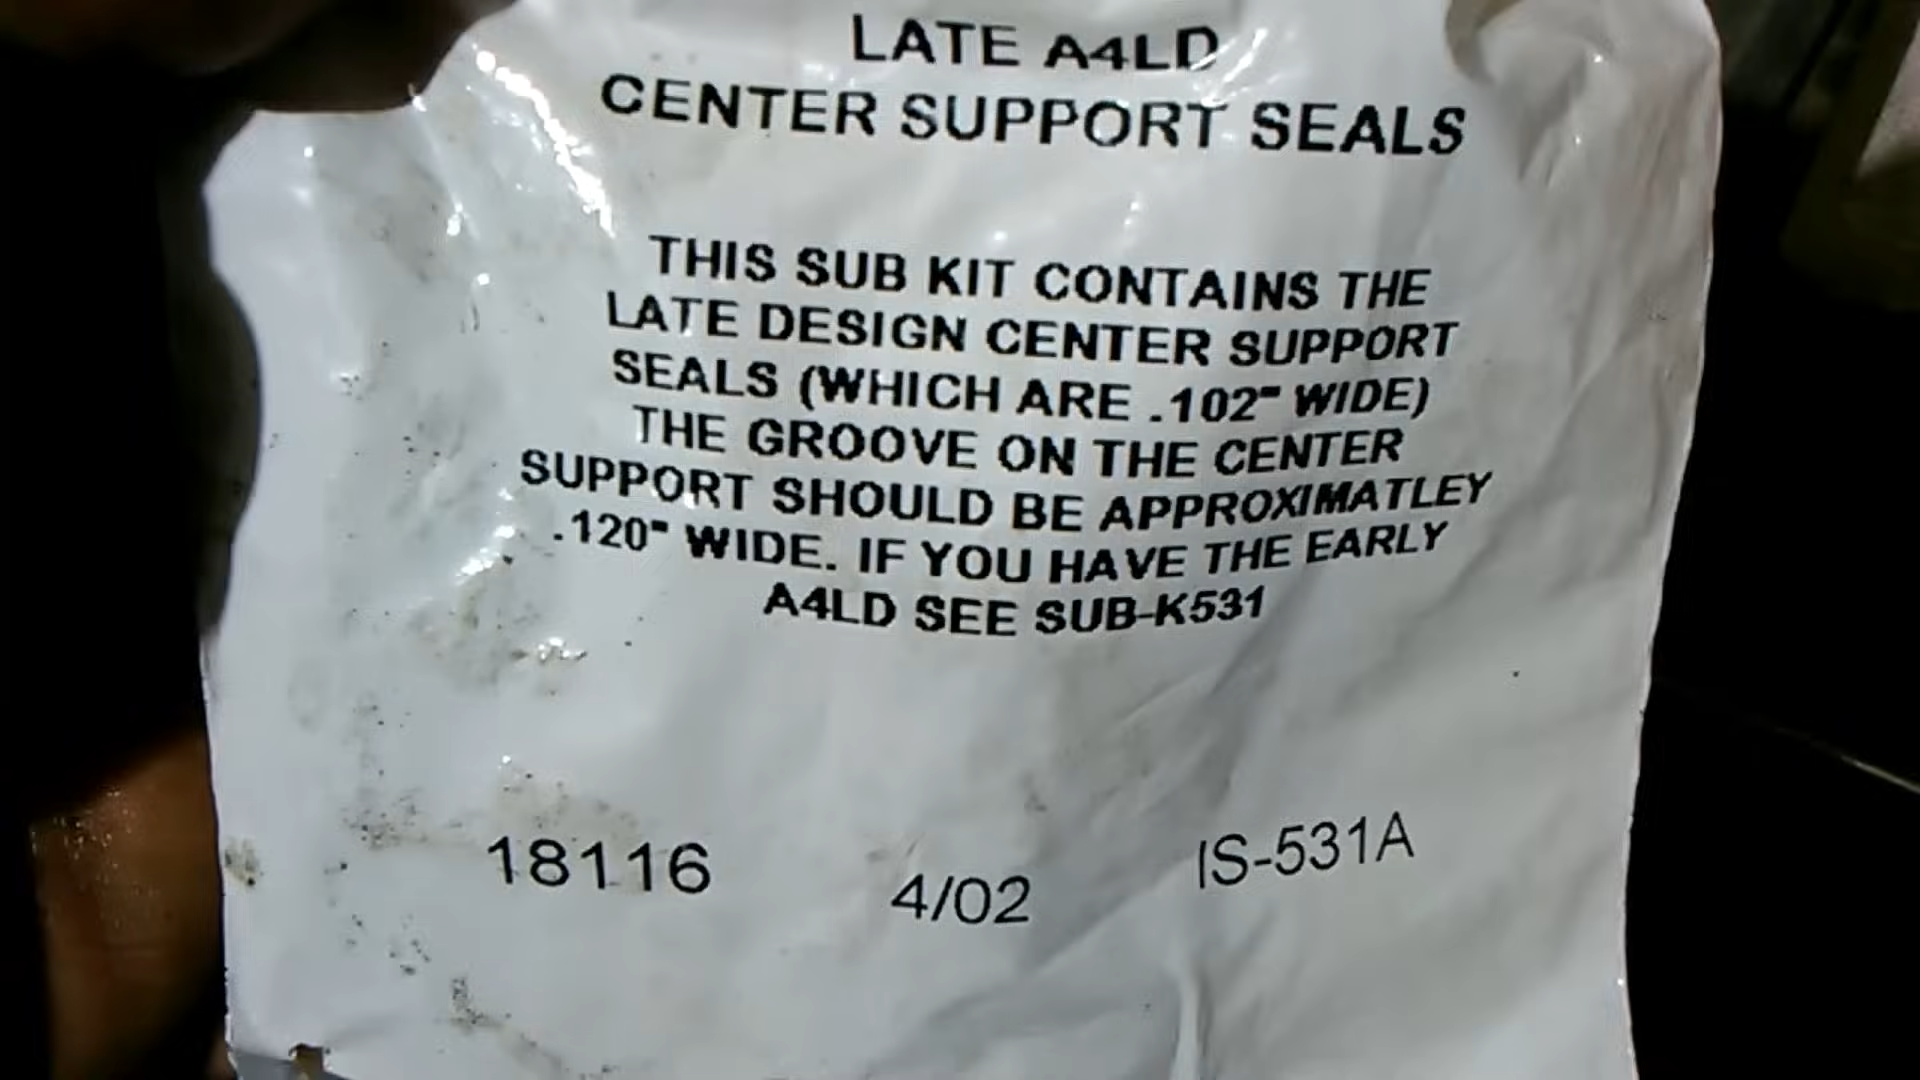 LATE A4LD
CENTER SUPPORT SEALS
THIS SUB KIT CONTAINS THE
LATE DESIGN CENTER SUPPORT
SEALS (WHICH ARE .102" WIDE)
THE GROOVE ON THE CENTER
SUPPORT SHOULD BE APPROXIMATLEY
.120" WIDE. IF YOU HAVE THE EARLY
A4LD SEE SUB-K531
18116 4/02 IS-531A